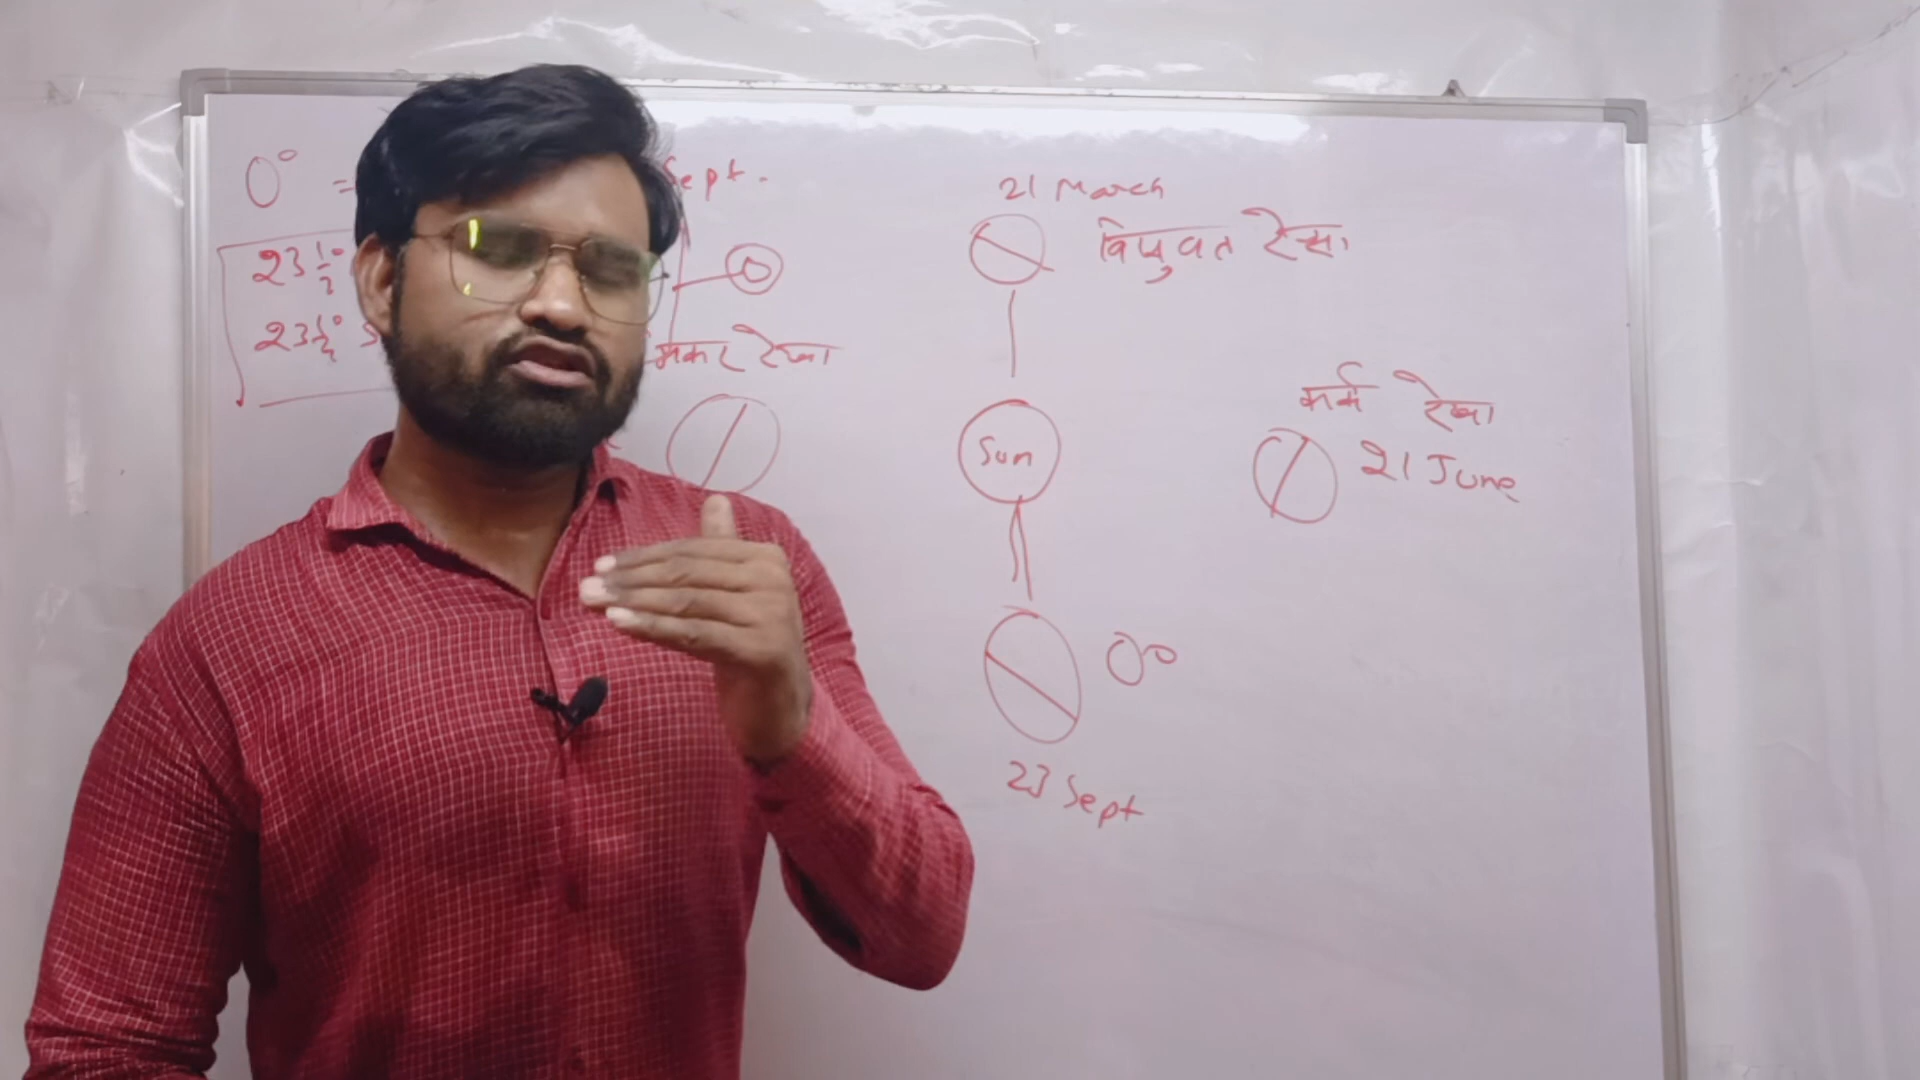 0° =
Sept.
23½°
23½° S
मकर रेखा
21 March
विषुवत रेखा
Sun
कर्क रेखा
21 June
0°
23 Sept